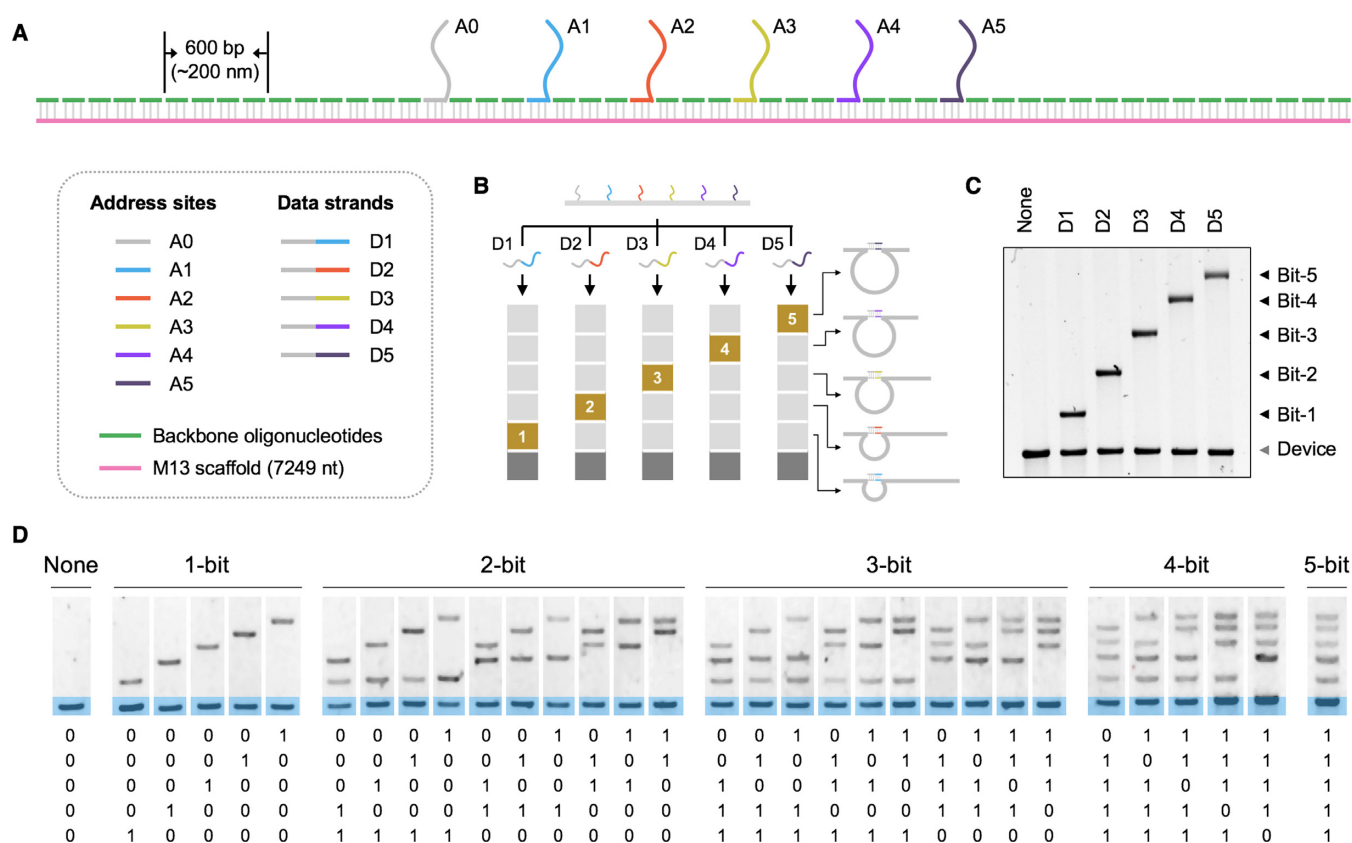 A
600 bp
(~200 nm)
A0
A1
A2
A3
A4
A5
Address sites
A0
A1
A2
A3
A4
A5
Data strands
D1
D2
D3
D4
D5
Backbone oligonucleotides
M13 scaffold (7249 nt)
B
D1 D2 D3 D4 D5
5
4
3
2
1
C
None D1 D2 D3 D4 D5
Bit-5
Bit-4
Bit-3
Bit-2
Bit-1
Device
D
None 1-bit 2-bit 3-bit 4-bit 5-bit
0 0 0 0 0 1 0 0 0 1 0 0 1 0 1 1 0 0 1 0 1 1 0 1 1 1 0 1 1 1 1 1
0 0 0 0 1 0 0 0 1 0 0 1 0 1 0 1 0 1 0 1 0 1 1 0 1 1 1 0 1 1 1 1
0 0 0 1 0 0 0 1 0 0 1 0 0 1 1 0 1 0 0 1 1 0 1 1 0 1 1 1 0 1 1 1
0 0 1 0 0 0 1 0 0 0 1 1 1 0 0 0 1 1 1 0 0 0 1 1 1 0 1 1 1 0 1 1
0 1 0 0 0 0 1 1 1 1 0 0 0 0 0 0 1 1 1 1 1 1 0 0 0 0 1 1 1 1 0 1